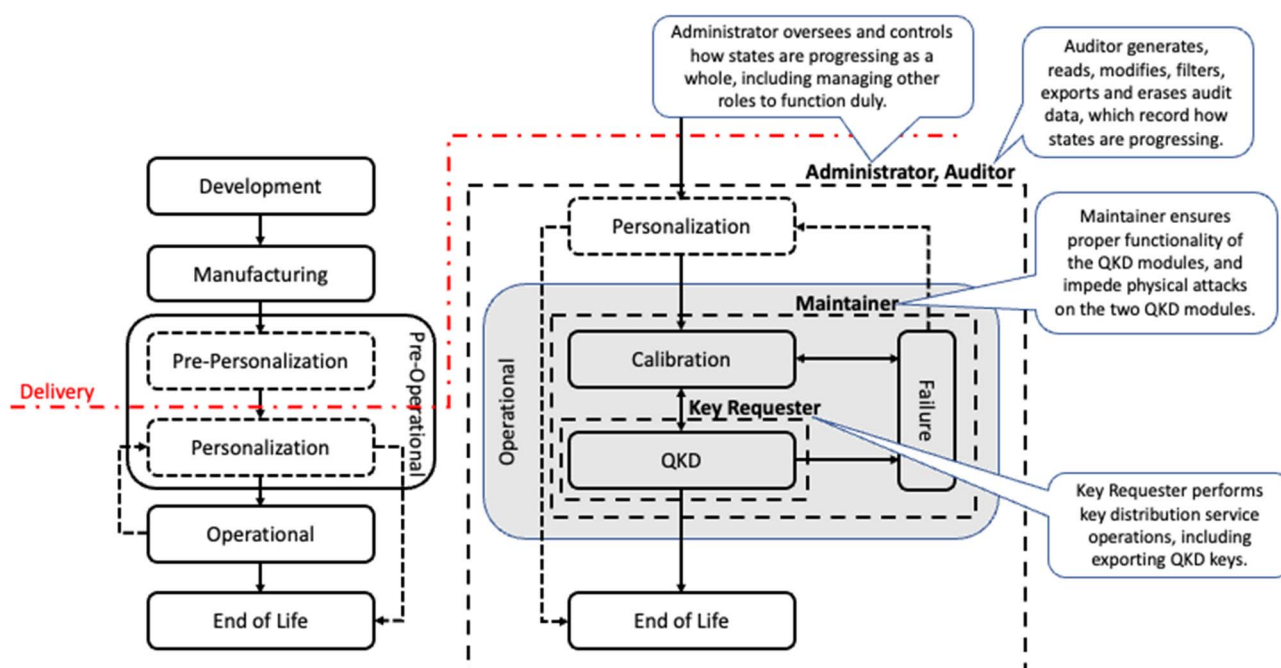 Administrator oversees and controls
how states are progressing as a
whole, including managing other
roles to function duly.
Auditor generates,
reads, modifies, filters,
exports and erases audit
data, which record how
states are progressing.
Administrator, Auditor
Development
Manufacturing
Pre-Personalization
Delivery
Personalization
Pre-Operational
Operational
End of Life
Personalization
Maintainer
Maintainer ensures
proper functionality of
the QKD modules, and
impede physical attacks
on the two QKD modules.
Operational
Calibration
Failure
Key Requester
QKD
Key Requester performs
key distribution service
operations, including
exporting QKD keys.
End of Life